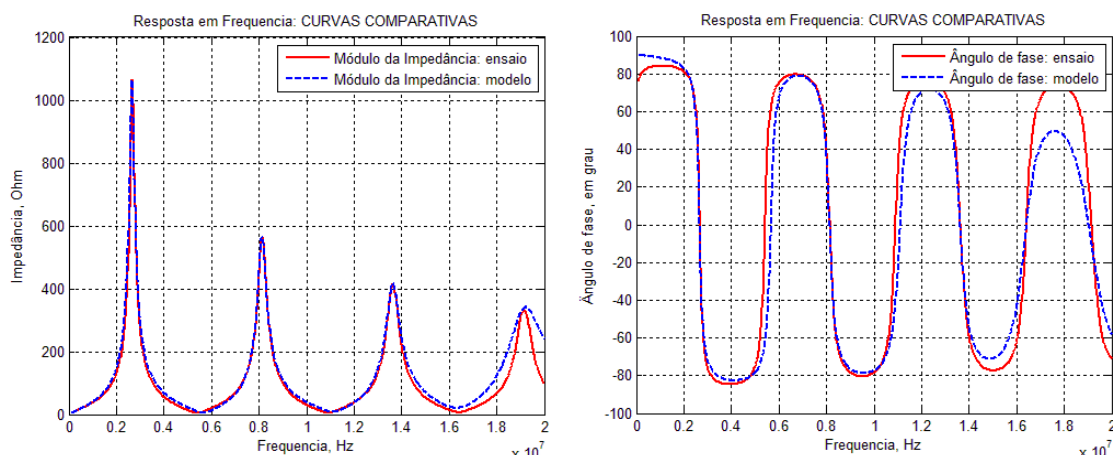 Resposta em Frequencia: CURVAS COMPARATIVAS
1200
1000
800
600
400
200
0
Impedância, Ohm
Módulo da Impedância: ensaio
Módulo da Impedância: modelo
0 0.2 0.4 0.6 0.8 1 1.2 1.4 1.6 1.8 2
Frequencia, Hz
x 10^7
Resposta em Frequencia: CURVAS COMPARATIVAS
100
80
60
40
20
0
-20
-40
-60
-80
-100
Ângulo de fase, em grau
Ângulo de fase: ensaio
Ângulo de fase: modelo
0 0.2 0.4 0.6 0.8 1 1.2 1.4 1.6 1.8 2
Frequencia, Hz
x 10^7